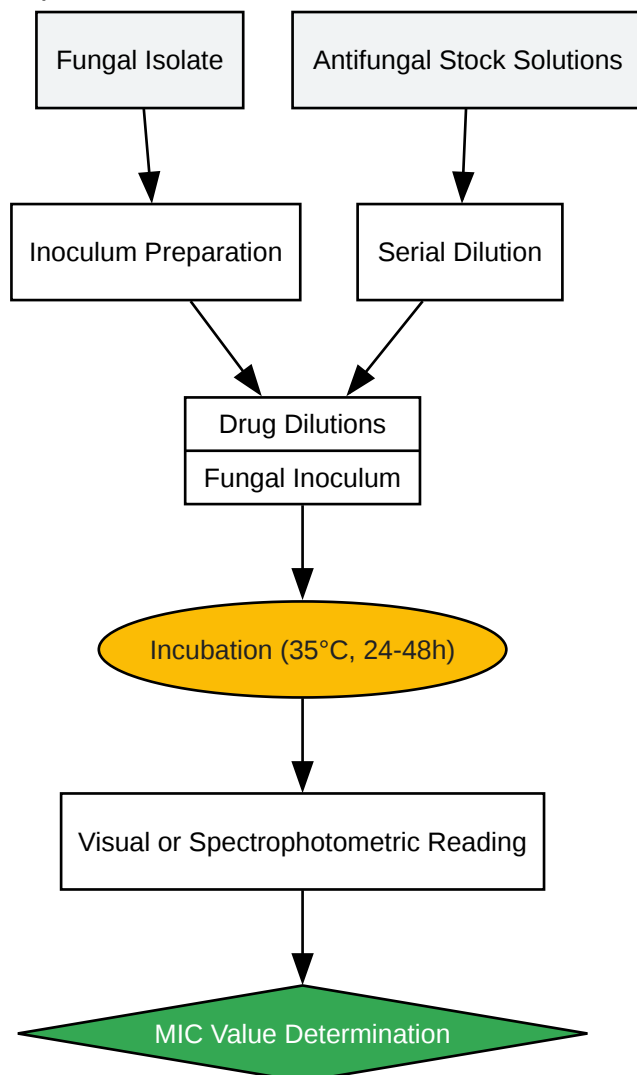 Fungal Isolate
Antifungal Stock Solutions
Inoculum Preparation
Serial Dilution
Drug Dilutions
Fungal Inoculum
Incubation (35°C, 24-48h)
Visual or Spectrophotometric Reading
MIC Value Determination